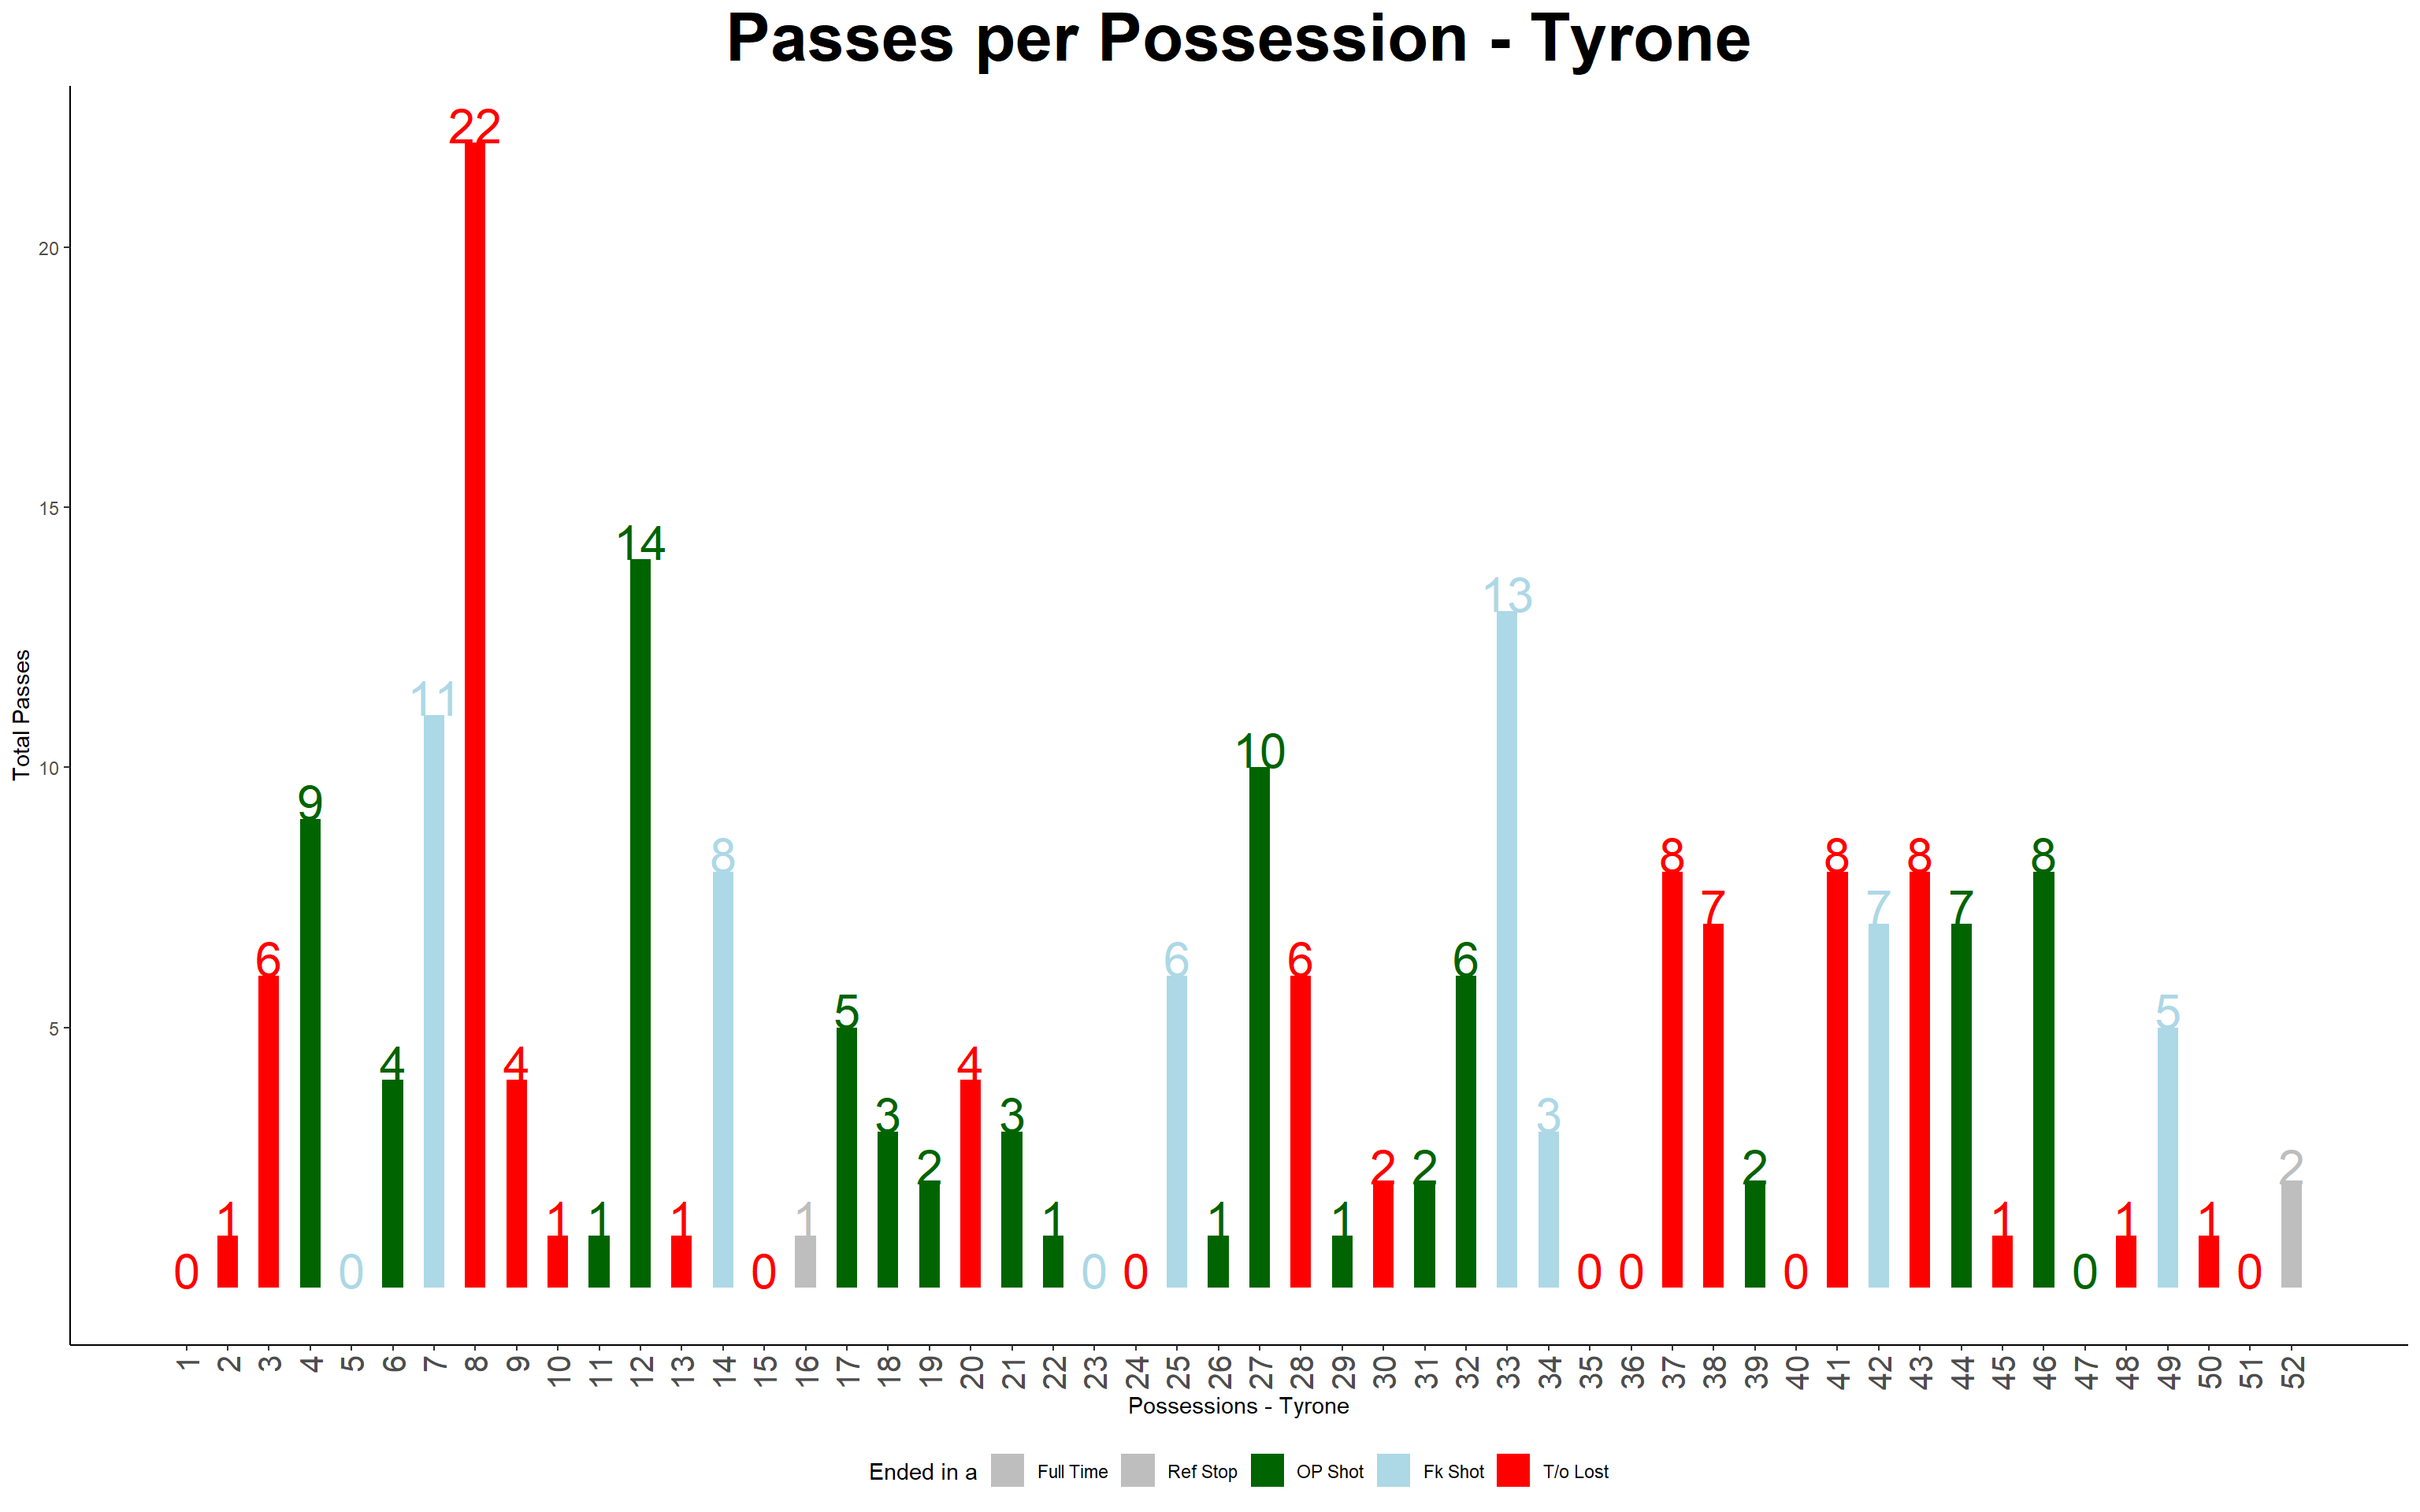 Passes per Possession - Tyrone
Total Passes
20
15
10
5
0 1 6 9 0 4 11 22 4 1 1 14 1 8 0 1 5 3 2 4 3 1 0 0 6 1 10 6 1 2 2 6 13 3 0 0 8 7 2 0 8 7 8 7 1 8 0 1 5 1 0 2
1 2 3 4 5 6 7 8 9 10 11 12 13 14 15 16 17 18 19 20 21 22 23 24 25 26 27 28 29 30 31 32 33 34 35 36 37 38 39 40 41 42 43 44 45 46 47 48 49 50 51 52
Possessions - Tyrone
Ended in a Full Time Ref Stop OP Shot Fk Shot T/o Lost